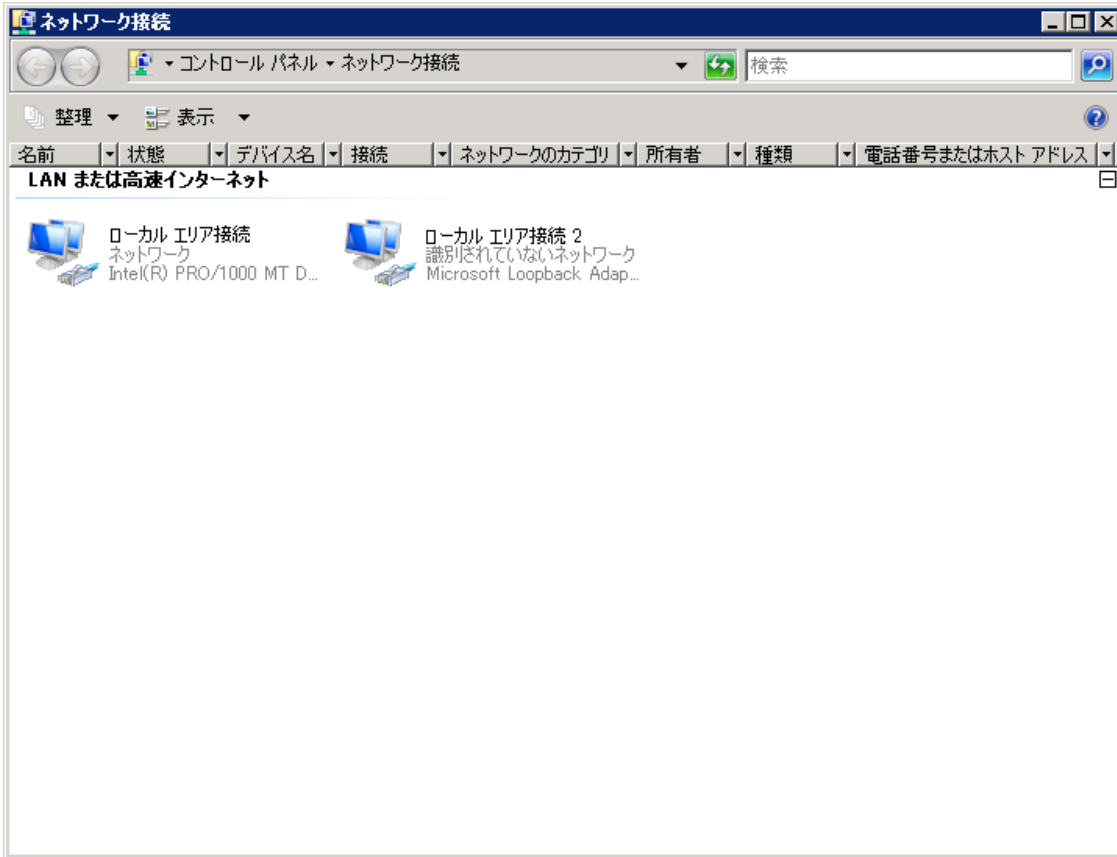 ネットワーク接続
コントロール パネル ネットワーク接続 検索
整理 表示
名前 状態 デバイス名 接続 ネットワークのカテゴリ 所有者 種類 電話番号またはホスト アドレス
LAN または高速インターネット
ローカル エリア接続
ネットワーク
Intel(R) PRO/1000 MT D...
ローカル エリア接続 2
識別されていないネットワーク
Microsoft Loopback Adap...